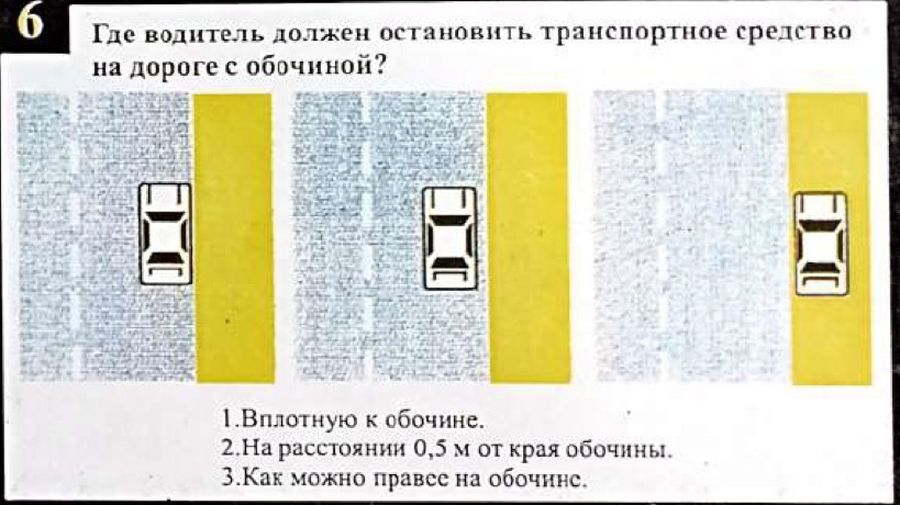 6
Где водитель должен остановить транспортное средство
на дороге с обочиной?
1.Вплотную к обочине.
2.На расстоянии 0,5 м от края обочины.
3.Как можно правее на обочине.